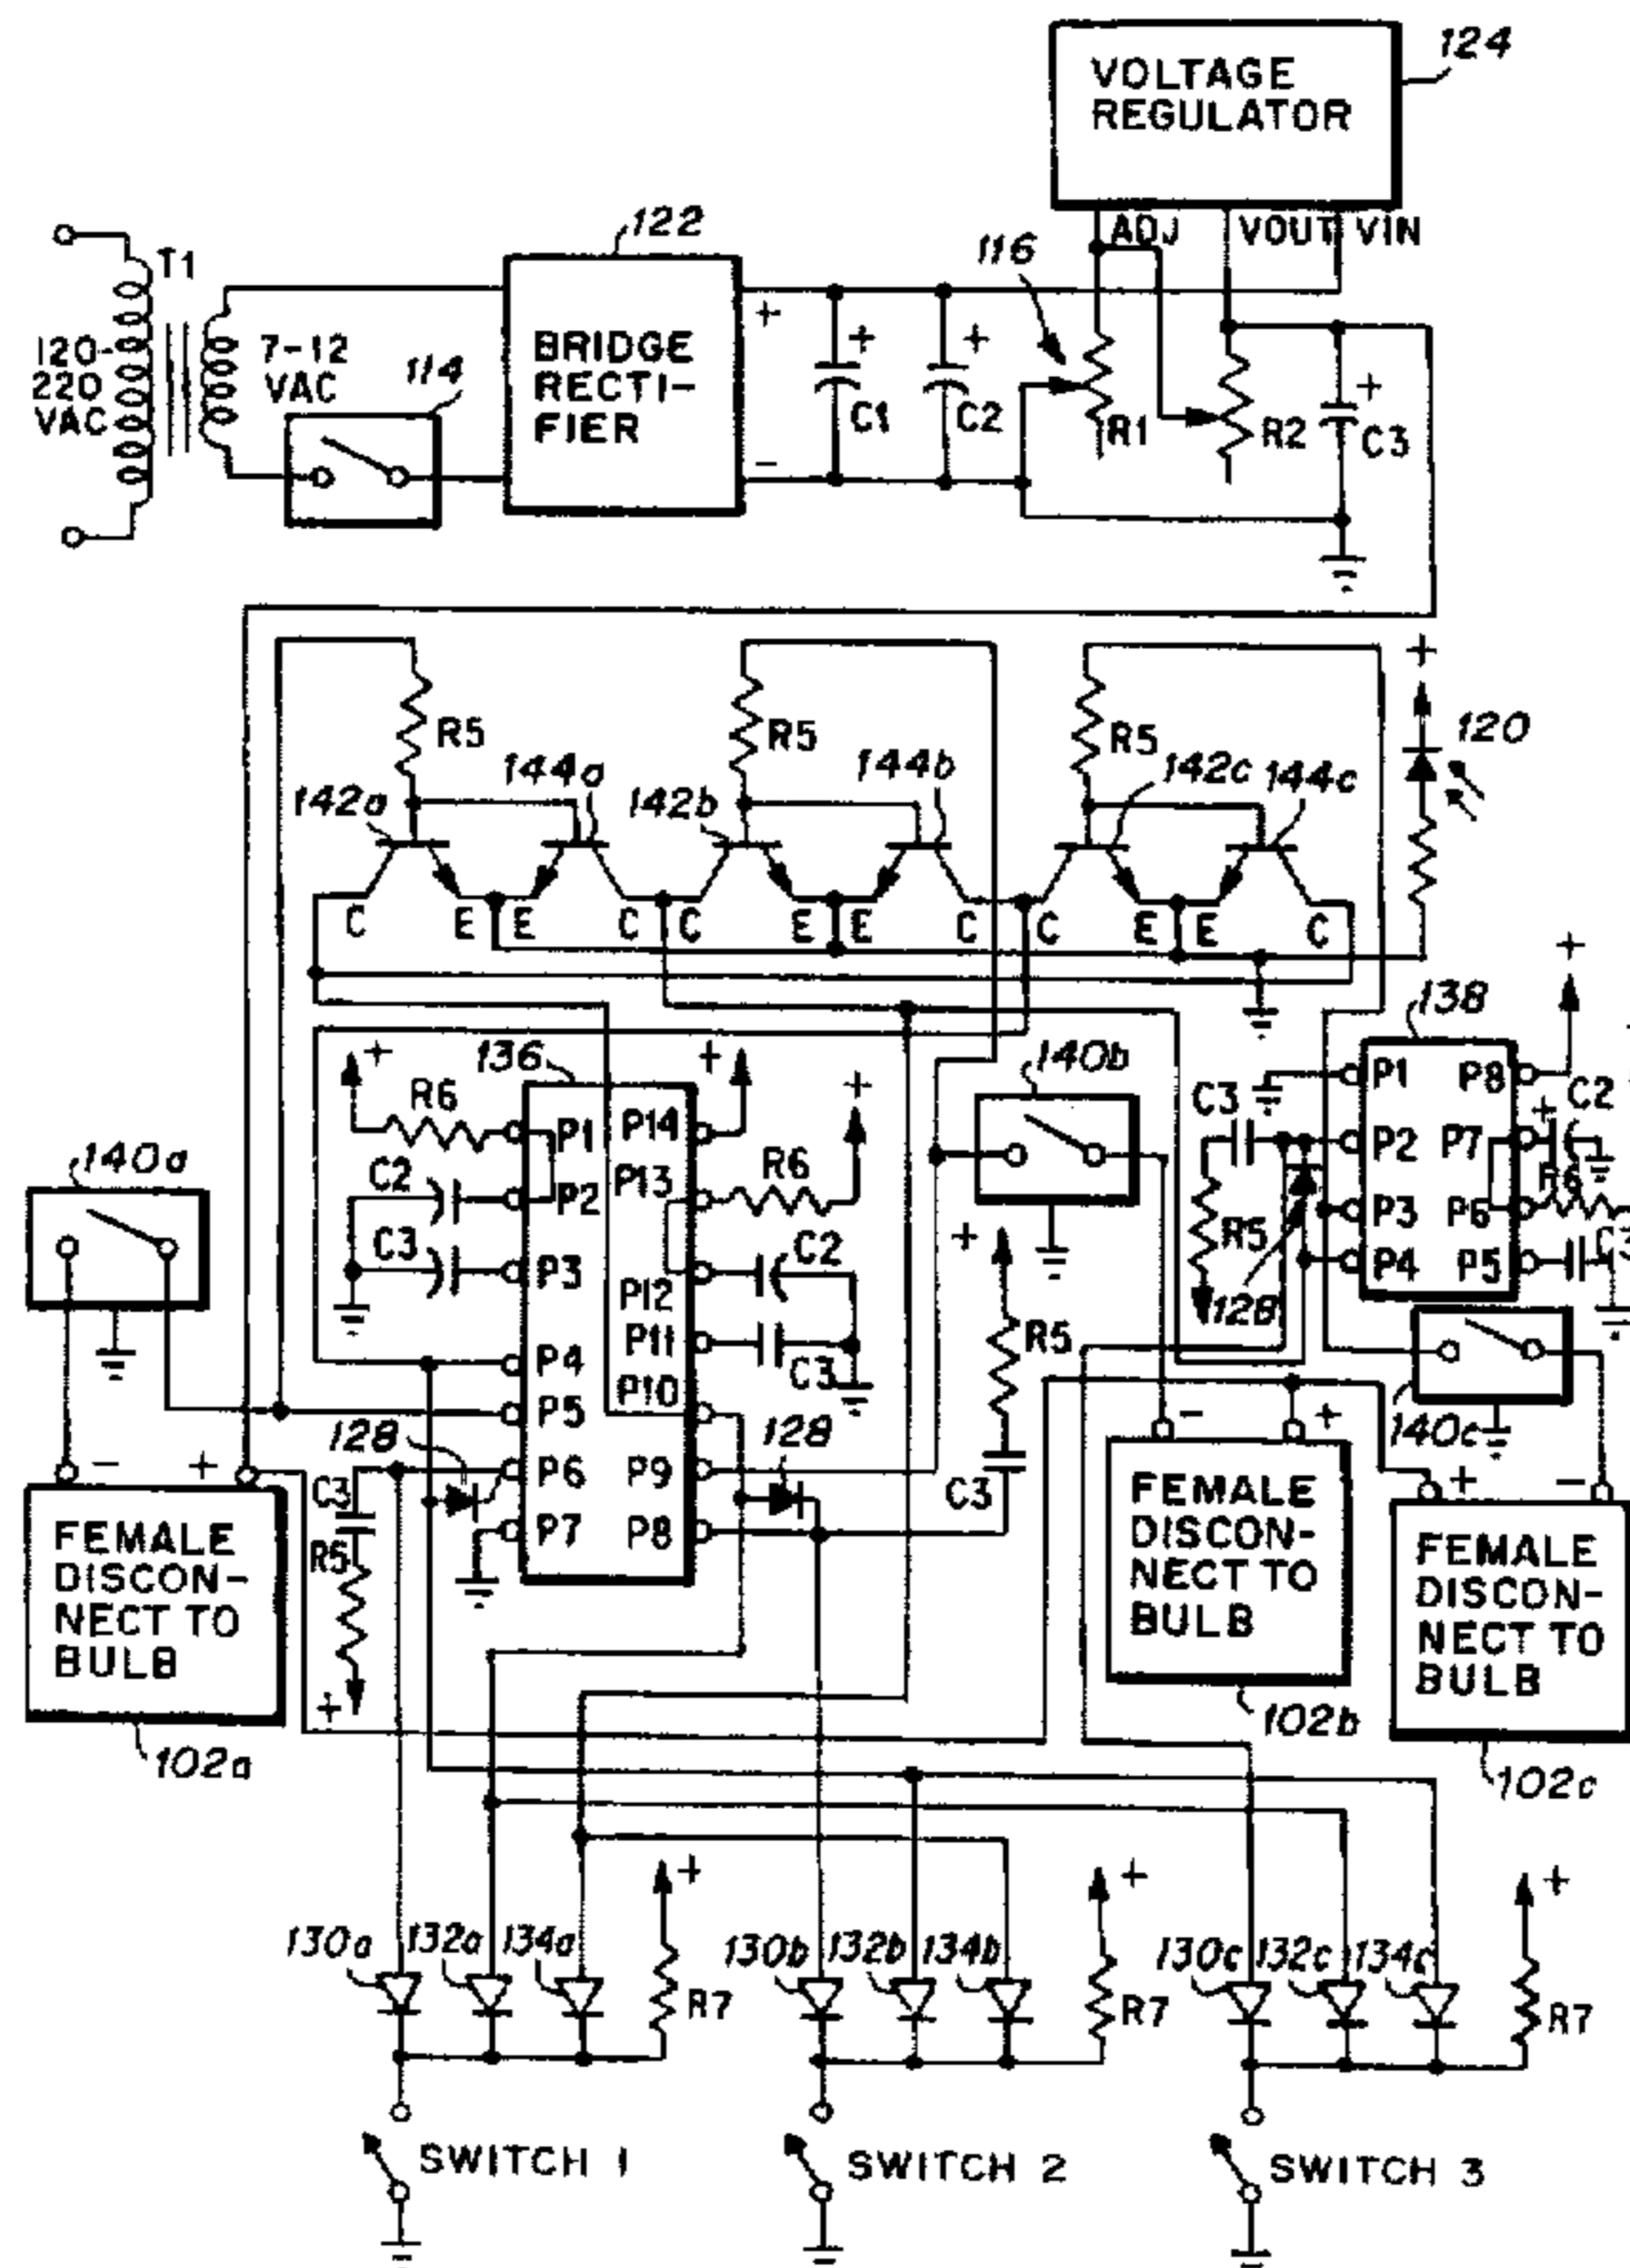 124
VOLTAGE
REGULATOR
ADJ VOUT VIN
122
116
T1
120-
220
VAC
7-12
VAC
114
BRIDGE
RECTI-
FIER
+
-
+
C1
+
C2
R1
R2
+
C3
R5
R5
R5
+
120
142a
144a
142b
144b
142c
144c
C E E C C E E C C E E C
+
136
+
+
140b
+
138
R6
P1 P14
P2 P13
P3
P12
P11
P4
P10
P5
P6 P9
P7 P8
C2
C3
R6
C2
C3
140a
C3
R5
128
P1 P8
P2 P7
P3 P6
P4 P5
+
C2
R6
C3
+
R5
C3
140c
128
128
C3
R5
+
- +
FEMALE
DISCON-
NECT TO
BULB
102a
- +
FEMALE
DISCON-
NECT TO
BULB
102b
+ -
FEMALE
DISCON-
NECT TO
BULB
102c
130a 132a 134a
+
R7
130b 132b 134b
+
R7
130c 132c 134c
+
R7
SWITCH 1
SWITCH 2
SWITCH 3